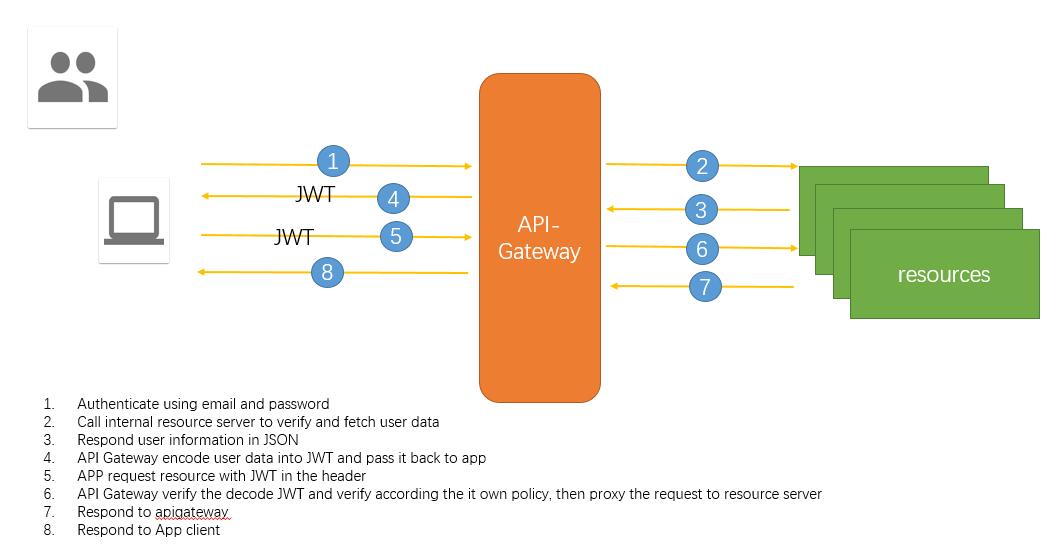 1
2
JWT
4
3
API-
Gateway
JWT
5
6
8
7
resources
1. Authenticate using email and password
2. Call internal resource server to verify and fetch user data
3. Respond user information in JSON
4. API Gateway encode user data into JWT and pass it back to app
5. APP request resource with JWT in the header
6. API Gateway verify the decode JWT and verify according the it own policy, then proxy the request to resource server
7. Respond to apigateway
8. Respond to App client